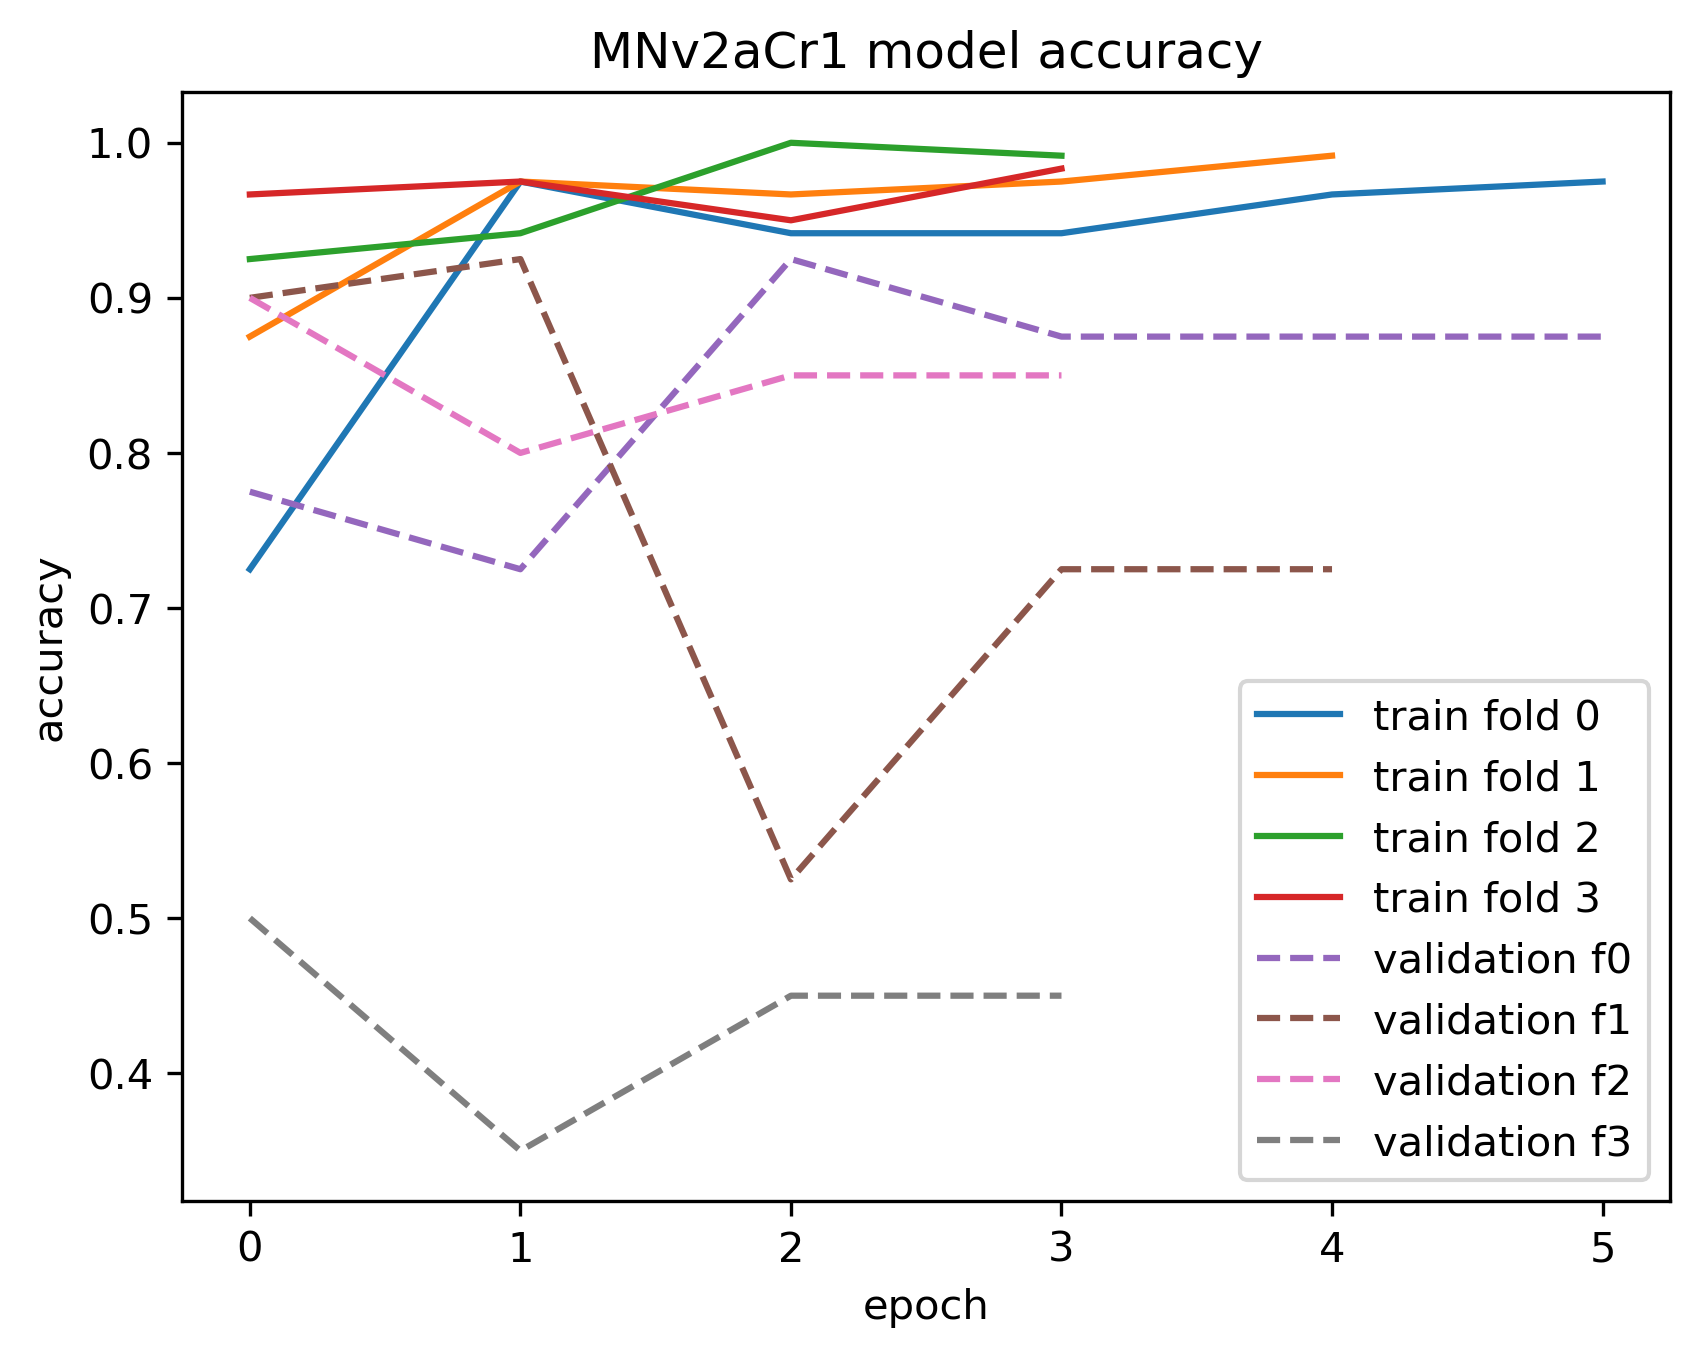 MNv2aCr1 model accuracy
1.0
0.9
0.8
0.7
0.6
0.5
0.4
accuracy
train fold 0
train fold 1
train fold 2
train fold 3
validation f0
validation f1
validation f2
validation f3
0 1 2 3 4 5
epoch